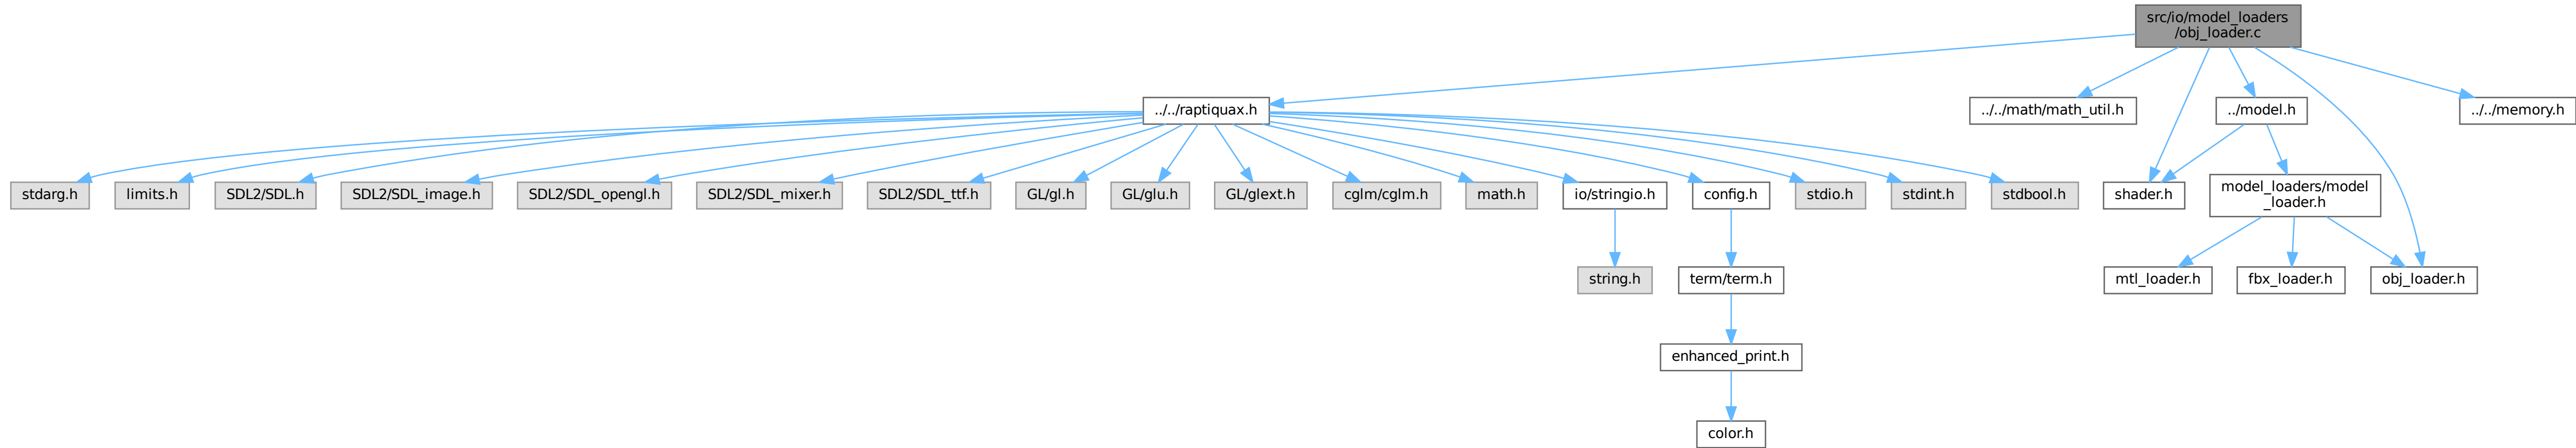 src/io/model_loaders
/obj_loader.c
../../raptiquax.h
../../math/math_util.h
../model.h
../../memory.h
stdarg.h
limits.h
SDL2/SDL.h
SDL2/SDL_image.h
SDL2/SDL_opengl.h
SDL2/SDL_mixer.h
SDL2/SDL_ttf.h
GL/gl.h
GL/glu.h
GL/glext.h
cglm/cglm.h
math.h
io/stringio.h
config.h
stdio.h
stdint.h
stdbool.h
shader.h
model_loaders/model
_loader.h
string.h
term/term.h
mtl_loader.h
fbx_loader.h
obj_loader.h
enhanced_print.h
color.h